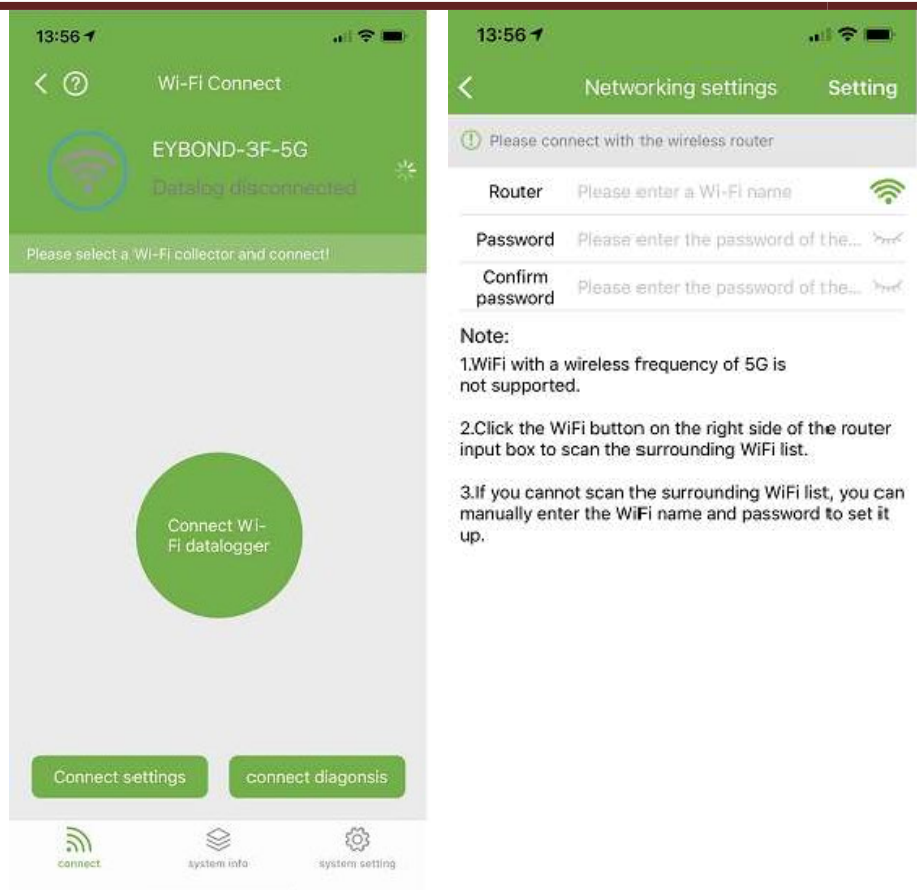 13:56
Wi-Fi Connect
EYBOND-3F-5G
Datalog disconnected
Please select a Wi-Fi collector and connect!
Connect Wi-
Fi datalogger
Connect settings
connect diagonsis
connect
system info
system setting
13:56
Networking settings
Setting
Please connect with the wireless router
Router
Please enter a Wi-Fi name
Password
Please enter the password of the...
Confirm
password
Please enter the password of the...
Note:
1.WiFi with a wireless frequency of 5G is
not supported.
2.Click the WiFi button on the right side of the router
input box to scan the surrounding WiFi list.
3.If you cannot scan the surrounding WiFi list, you can
manually enter the WiFi name and password to set it
up.